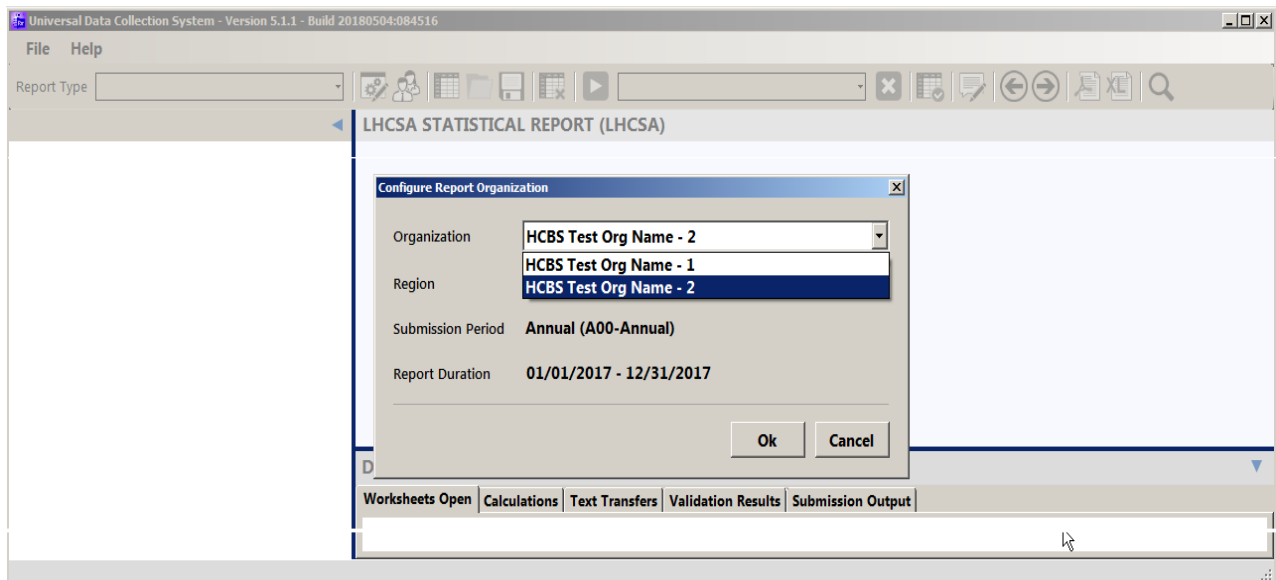 Universal Data Collection System - Version 5.1.1 - Build 20180504:084516
File Help
Report Type
LHCSA STATISTICAL REPORT (LHCSA)
Configure Report Organization
Organization HCBS Test Org Name - 2
HCBS Test Org Name - 1
Region HCBS Test Org Name - 2
Submission Period Annual (A00-Annual)
Report Duration 01/01/2017 - 12/31/2017
Ok Cancel
D
Worksheets Open Calculations Text Transfers Validation Results Submission Output